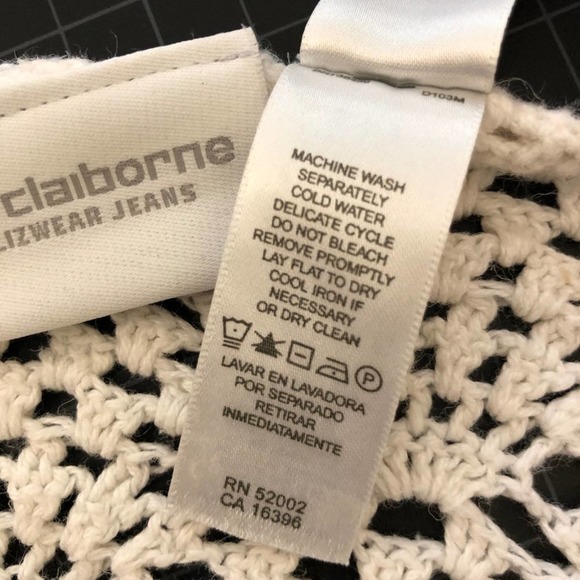 claiborne
LIZWEAR JEANS
D103M
MACHINE WASH
SEPARATELY
COLD WATER
DELICATE CYCLE
DO NOT BLEACH
REMOVE PROMPTLY
LAY FLAT TO DRY
COOL IRON IF
NECESSARY
OR DRY CLEAN
P
LAVAR EN LAVADORA
POR SEPARADO
RETIRAR
INMEDIATAMENTE
RN 52002
CA 16396